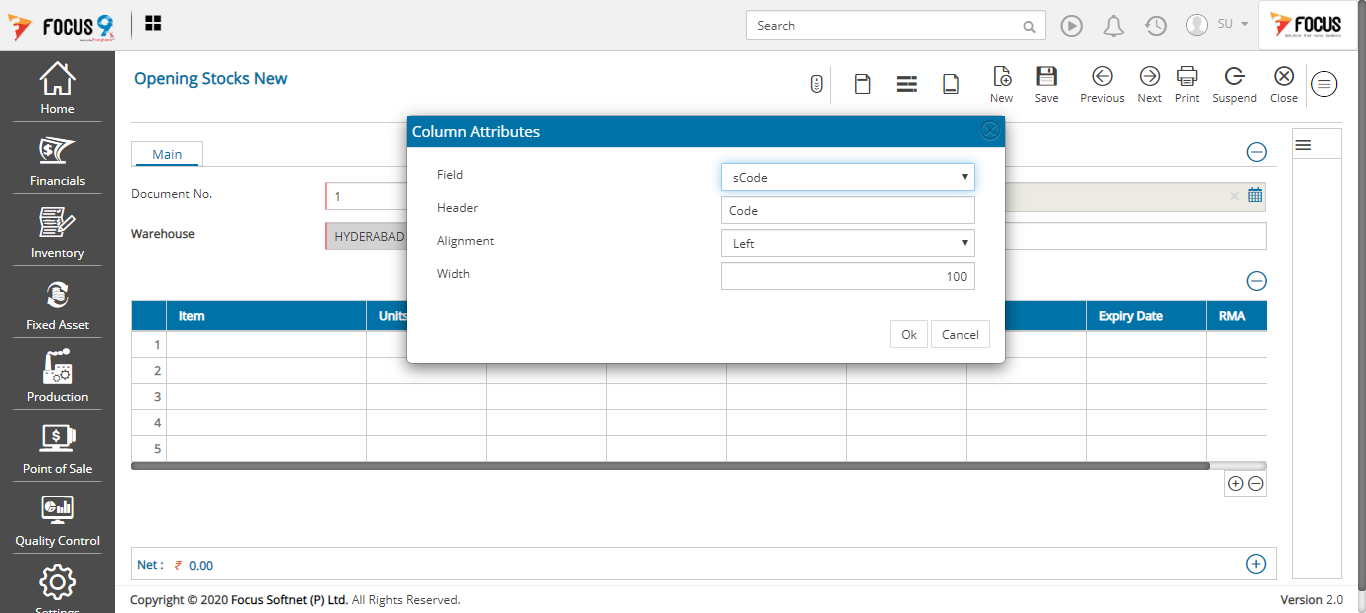 FOCUS 9
Search
SU
FOCUS
Home
Financials
Inventory
Fixed Asset
Production
Point of Sale
Quality Control
Settings
Opening Stocks New
New
Save
Previous
Next
Print
Suspend
Close
Main
Document No.
1
Warehouse
HYDERABAD
Column Attributes
Field
sCode
Header
Code
Alignment
Left
Width
100
Ok
Cancel
Item
Units
Expiry Date
RMA
1
2
3
4
5
Net : ₹ 0.00
Copyright © 2020 Focus Softnet (P) Ltd. All Rights Reserved.
Version 2.0